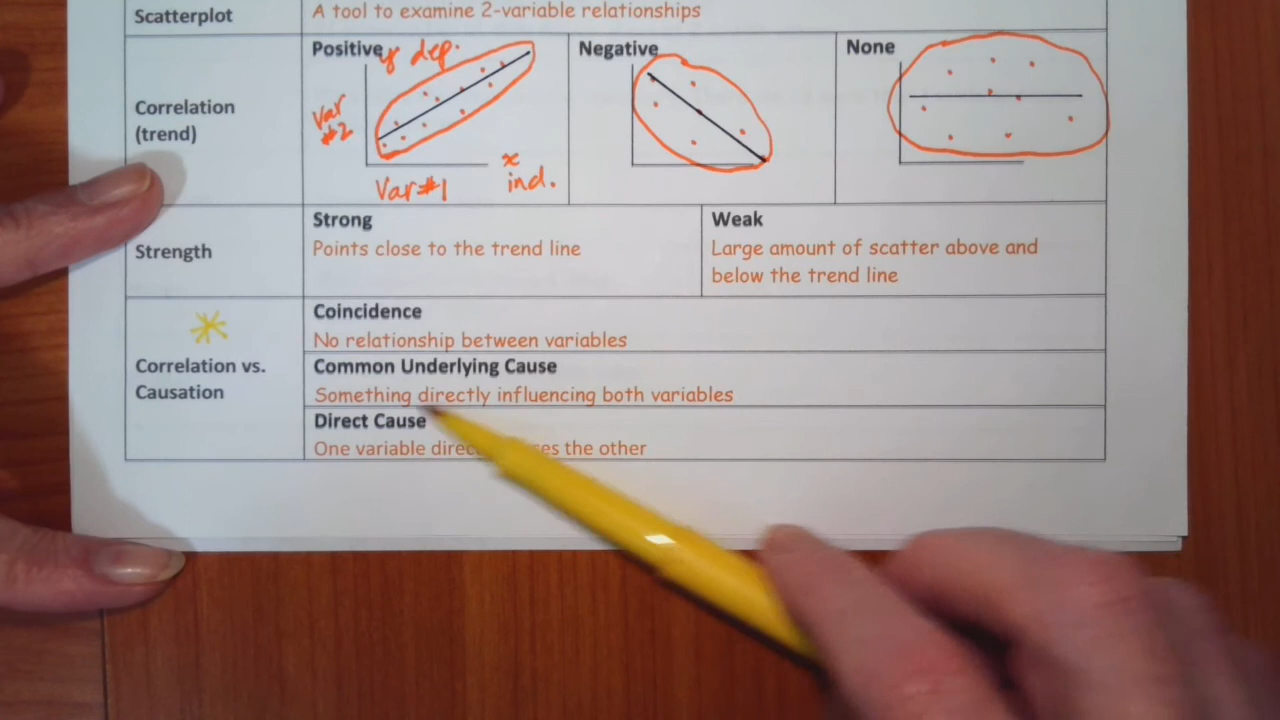 Scatterplot
A tool to examine 2-variable relationships
Correlation
(trend)
Positive
y dep.
Var
#2
Var #1
x
ind.
Negative
None
Strength
Strong
Points close to the trend line
Weak
Large amount of scatter above and
below the trend line
Correlation vs.
Causation
Coincidence
No relationship between variables
Common Underlying Cause
Something directly influencing both variables
Direct Cause
One variable the other